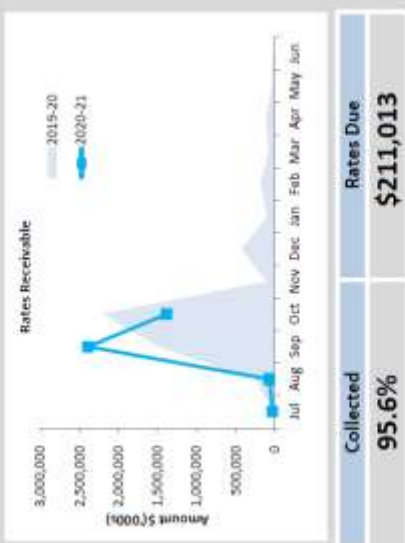 Rates Receivable
2019-20
2020-21
Amount $('000s)
3,000,000
2,500,000
2,000,000
1,500,000
1,000,000
500,000
0
Jul Aug Sep Oct Nov Dec Jan Feb Mar Apr May Jun
Collected Rates Due
95.6% $211,013